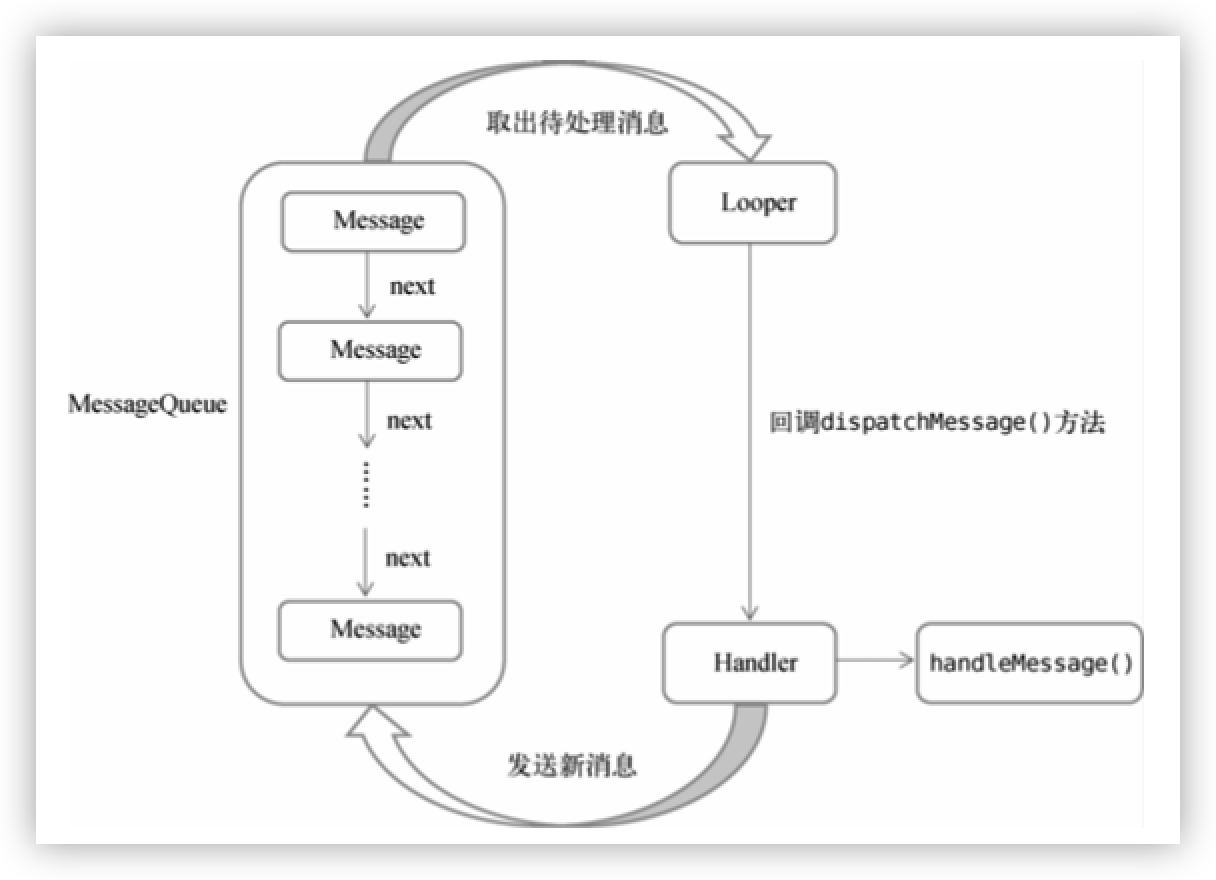 取出待处理消息
Message
Looper
next
Message
MessageQueue
next
回调dispatchMessage()方法
......
next
Message
Handler
handleMessage()
发送新消息